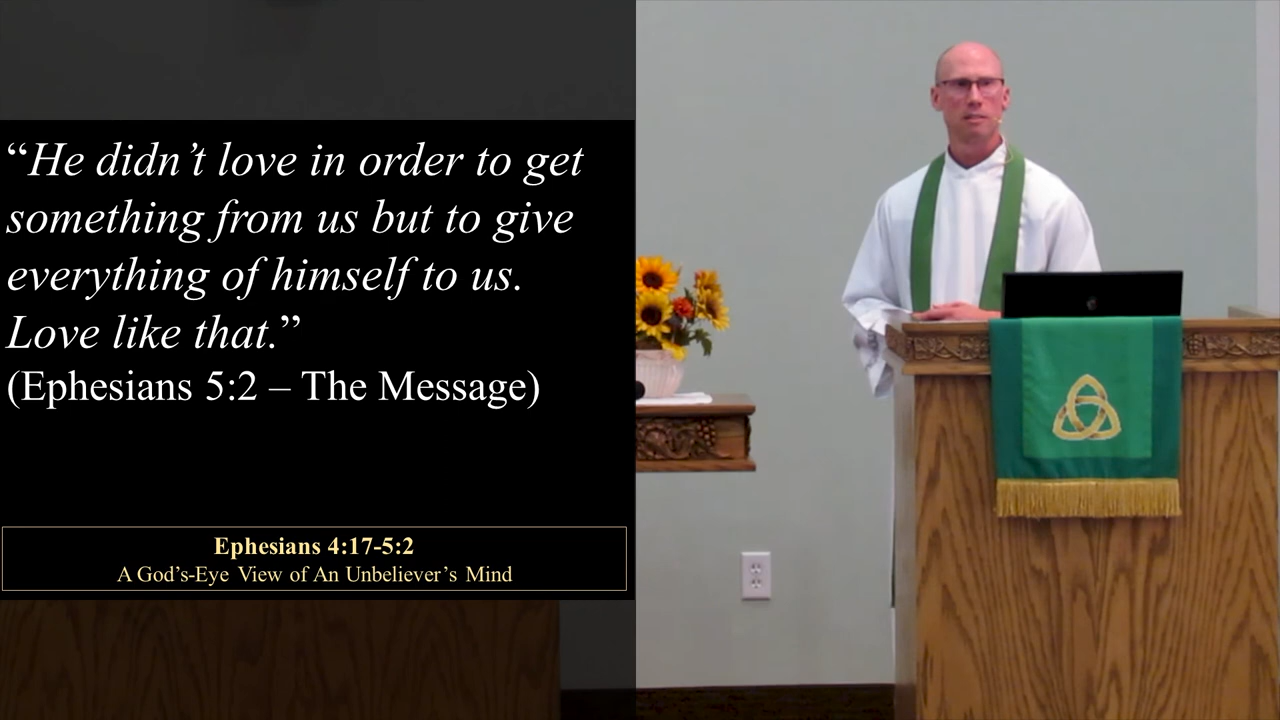 “He didn’t love in order to get
something from us but to give
everything of himself to us.
Love like that.”
(Ephesians 5:2 – The Message)
Ephesians 4:17-5:2
A God’s-Eye View of An Unbeliever’s Mind